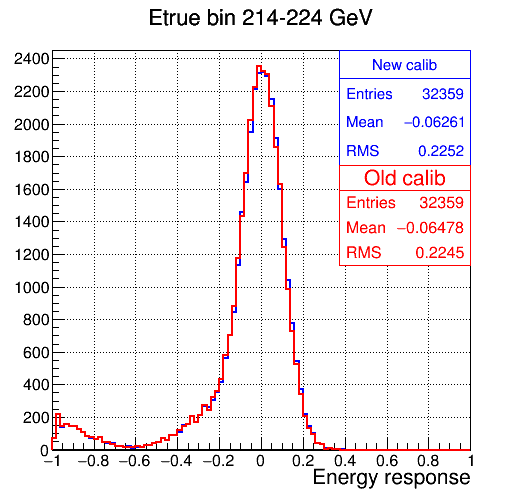 Etrue bin 214-224 GeV
New calib
Entries 32359
Mean −0.06261
RMS 0.2252
Old calib
Entries 32359
Mean −0.06478
RMS 0.2245
2400
2200
2000
1800
1600
1400
1200
1000
800
600
400
200
0
−1 −0.8 −0.6 −0.4 −0.2 0 0.2 0.4 0.6 0.8 1
Energy response